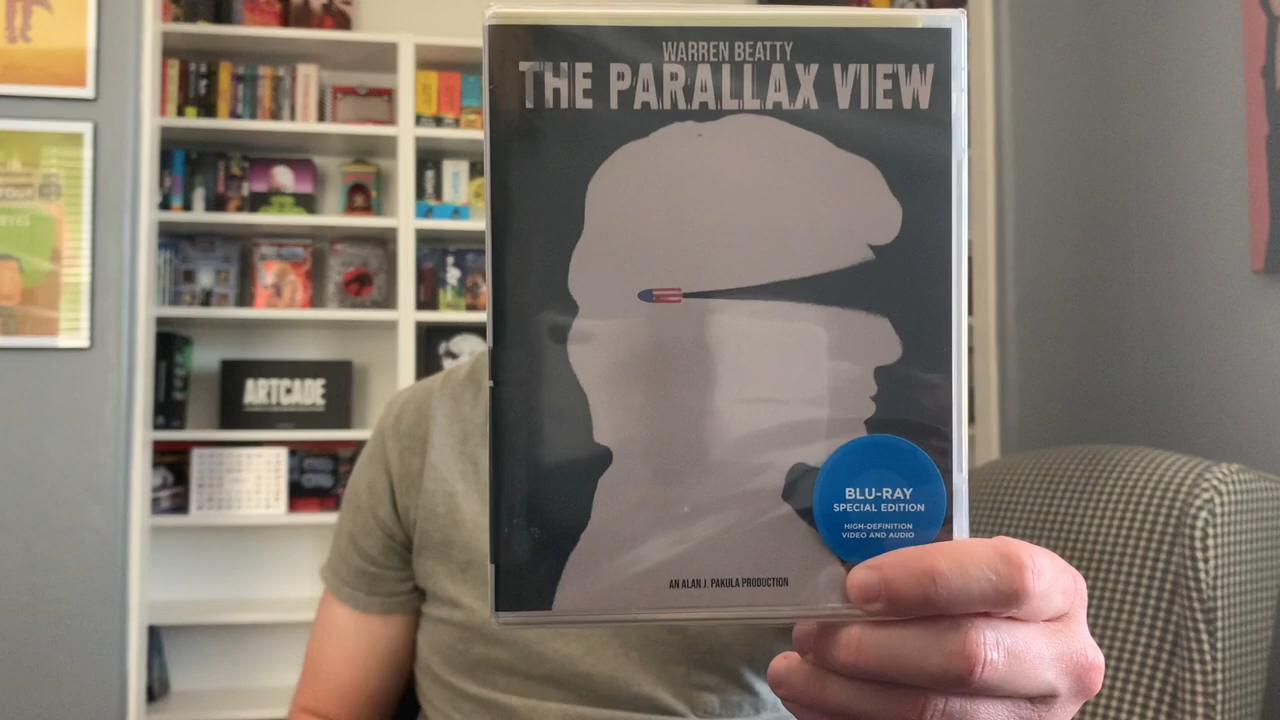 WARREN BEATTY
THE PARALLAX VIEW
BLU-RAY
SPECIAL EDITION
HIGH-DEFINITION
VIDEO AND AUDIO
AN ALAN J. PAKULA PRODUCTION
ARTCADE